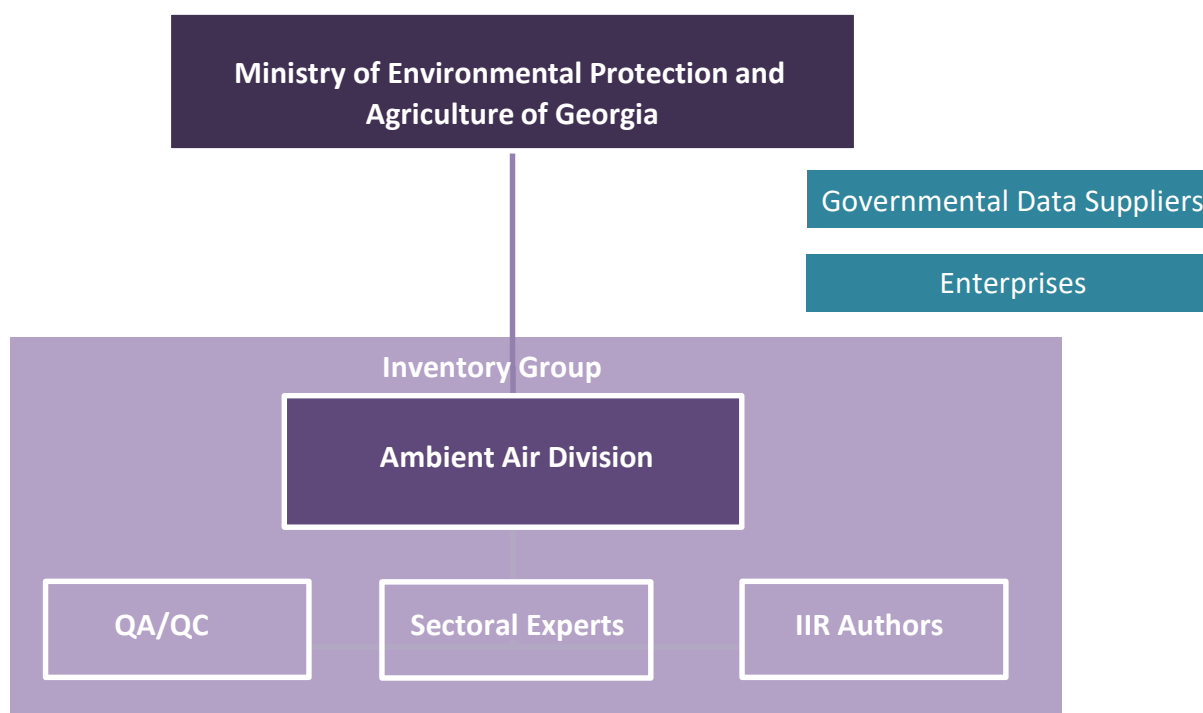 Ministry of Environmental Protection and
Agriculture of Georgia
Governmental Data Suppliers
Enterprises
Inventory Group
Ambient Air Division
QA/QC
Sectoral Experts
IIR Authors